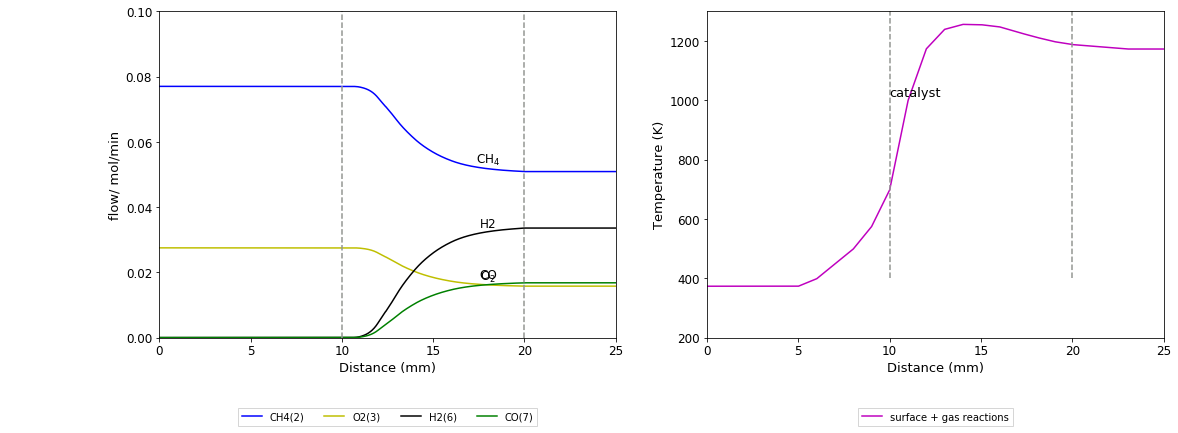 0.10
0.08
0.06
0.04
0.02
0.00
flow/ mol/min
CH₄
H2
CO
O₂
0 5 10 15 20 25
Distance (mm)
CH4(2) O2(3) H2(6) CO(7)
1200
1000
800
600
400
200
Temperature (K)
catalyst
0 5 10 15 20 25
Distance (mm)
surface + gas reactions